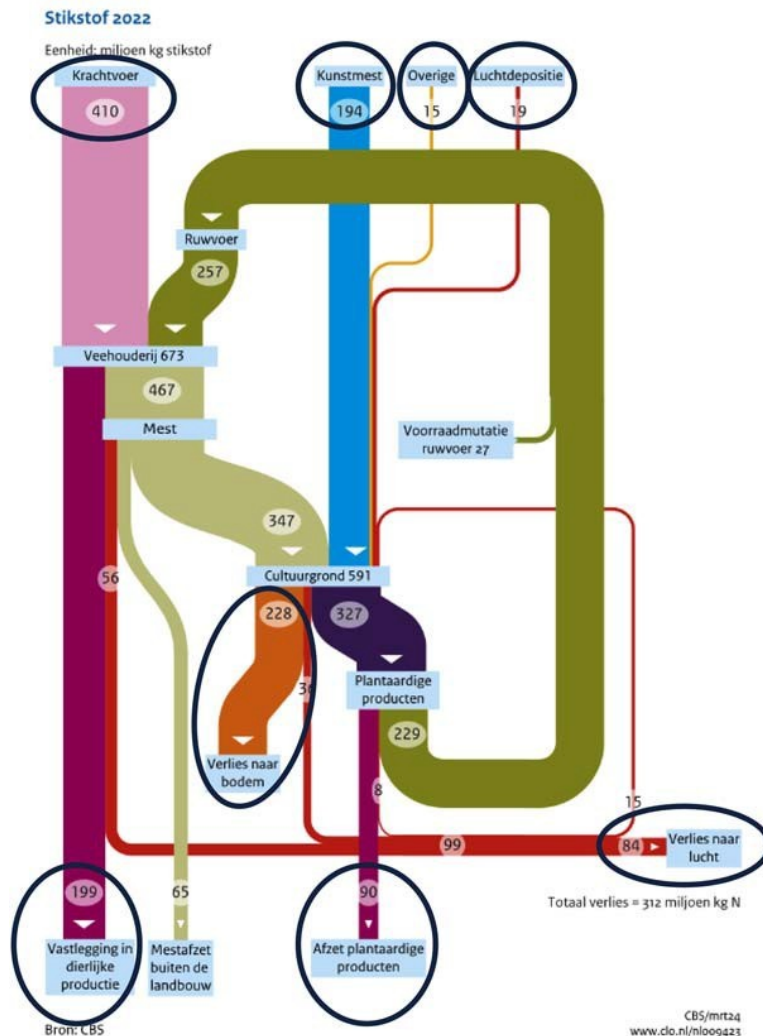 Stikstof 2022
Eenheid: miljoen kg stikstof
Krachtvoer
Kunstmest
Overige
Luchtdepositie
410
194
15
19
Ruwvoer
257
Veehouderij 673
467
Mest
Voorraadmutatie
ruwvoer 27
347
56
Cultuurgrond 591
228
327
36
Plantaardige
producten
229
Verlies naar
bodem
8
15
99
84
Verlies naar
lucht
199
65
90
Totaal verlies = 312 miljoen kg N
Vastlegging in
dierlijke
productie
Mestafzet
buiten de
landbouw
Afzet plantaardige
producten
Bron: CBS
CBS/mrt24
www.clo.nl/nl009423